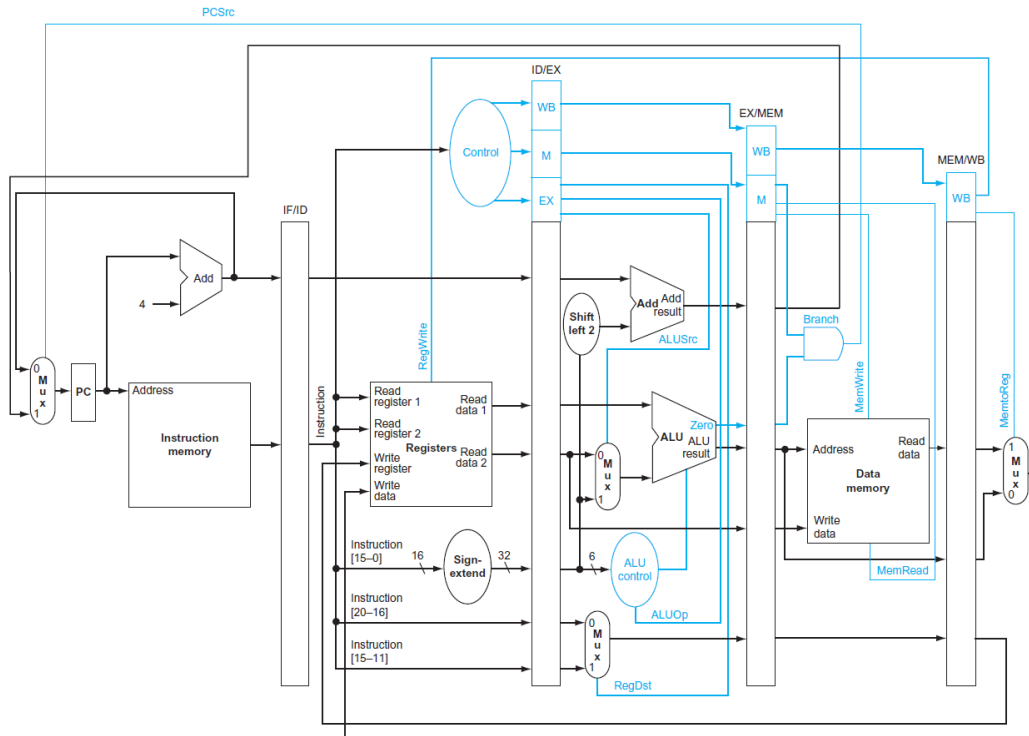 PCSrc
ID/EX
WB
EX/MEM
Control
M
WB
MEM/WB
EX
M
WB
IF/ID
Add
4
Add
Add
result
Shift
left 2
Branch
RegWrite
ALUSrc
MemWrite
MemtoReg
0
M
u
x
1
PC
Address
Instruction
memory
Instruction
Read
register 1
Read
data 1
Read
register 2
Registers
Read
data 2
Write
register
Write
data
0
M
u
x
1
Zero
ALU
ALU
result
Address
Read
data
Data
memory
Write
data
1
M
u
x
0
Instruction
[15–0]
16
Sign-
extend
32
6
ALU
control
MemRead
ALUOp
Instruction
[20–16]
0
M
u
x
1
Instruction
[15–11]
RegDst